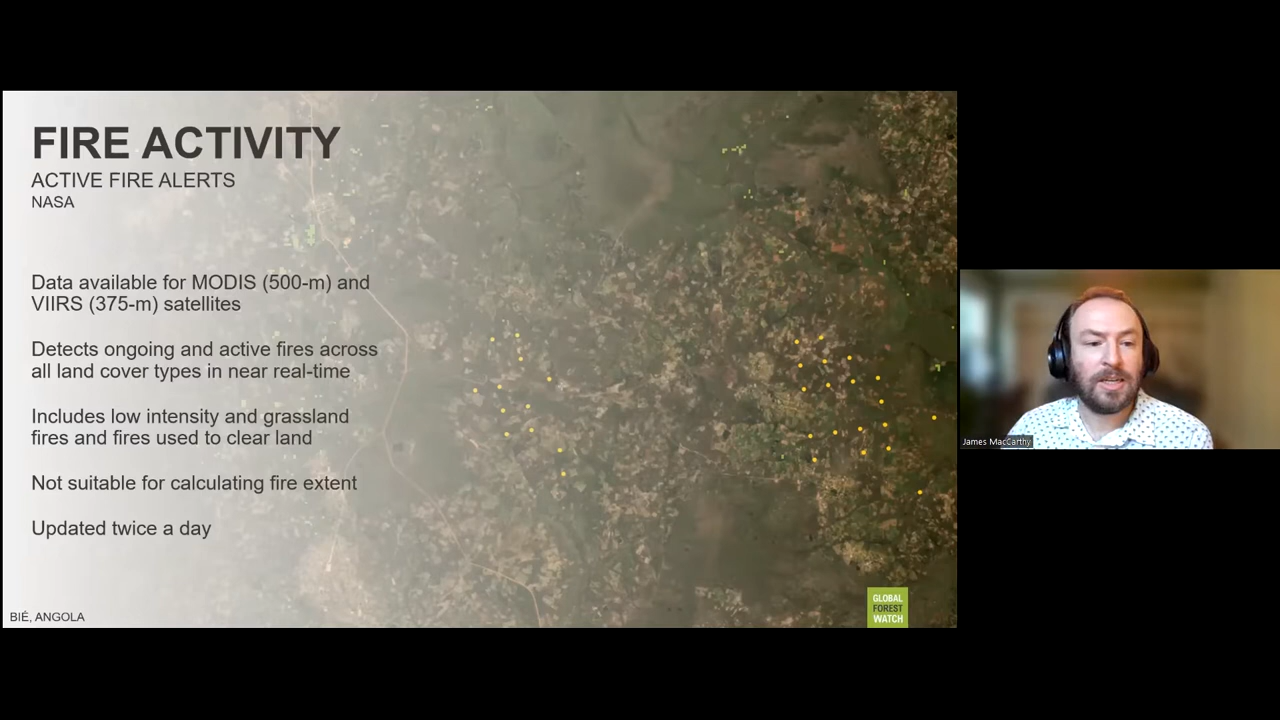 FIRE ACTIVITY
ACTIVE FIRE ALERTS
NASA
Data available for MODIS (500-m) and
VIIRS (375-m) satellites
Detects ongoing and active fires across
all land cover types in near real-time
Includes low intensity and grassland
fires and fires used to clear land
Not suitable for calculating fire extent
Updated twice a day
BIÉ, ANGOLA
GLOBAL
FOREST
WATCH
James MacCarthy